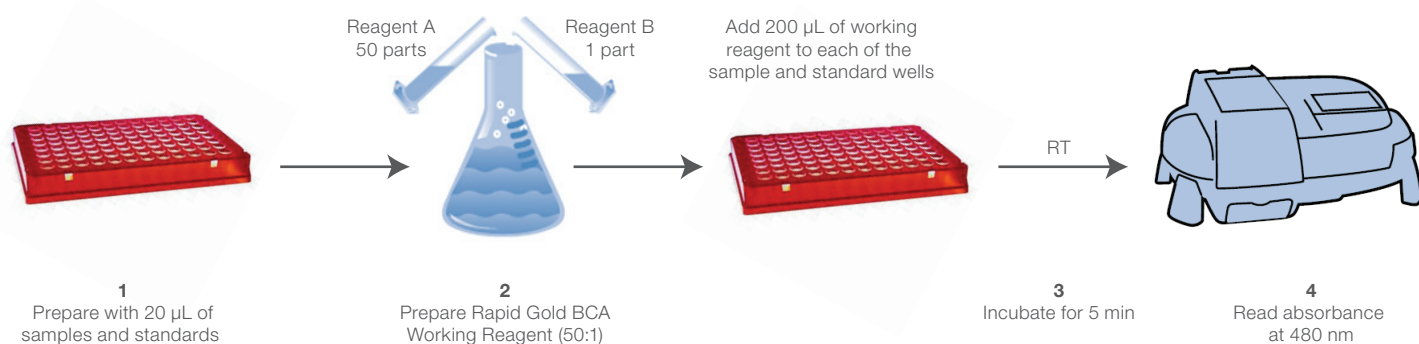 Reagent A
50 parts
Reagent B
1 part
Add 200 µL of working
reagent to each of the
sample and standard wells
RT
1
Prepare with 20 µL of
samples and standards
2
Prepare Rapid Gold BCA
Working Reagent (50:1)
3
Incubate for 5 min
4
Read absorbance
at 480 nm